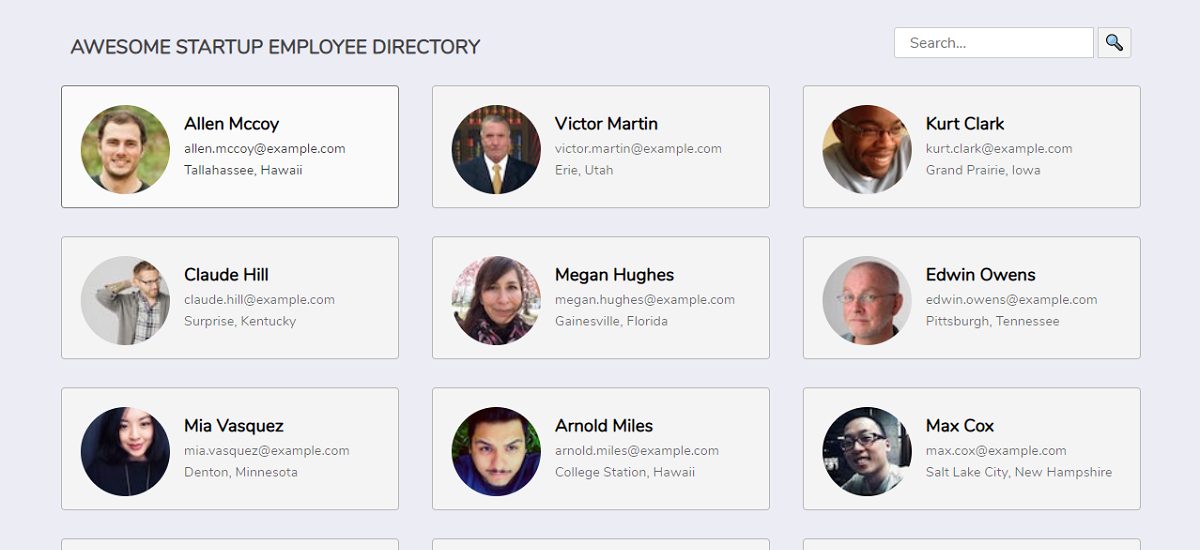 AWESOME STARTUP EMPLOYEE DIRECTORY
Search...
Allen Mccoy
allen.mccoy@example.com
Tallahassee, Hawaii
Victor Martin
victor.martin@example.com
Erie, Utah
Kurt Clark
kurt.clark@example.com
Grand Prairie, Iowa
Claude Hill
claude.hill@example.com
Surprise, Kentucky
Megan Hughes
megan.hughes@example.com
Gainesville, Florida
Edwin Owens
edwin.owens@example.com
Pittsburgh, Tennessee
Mia Vasquez
mia.vasquez@example.com
Denton, Minnesota
Arnold Miles
arnold.miles@example.com
College Station, Hawaii
Max Cox
max.cox@example.com
Salt Lake City, New Hampshire